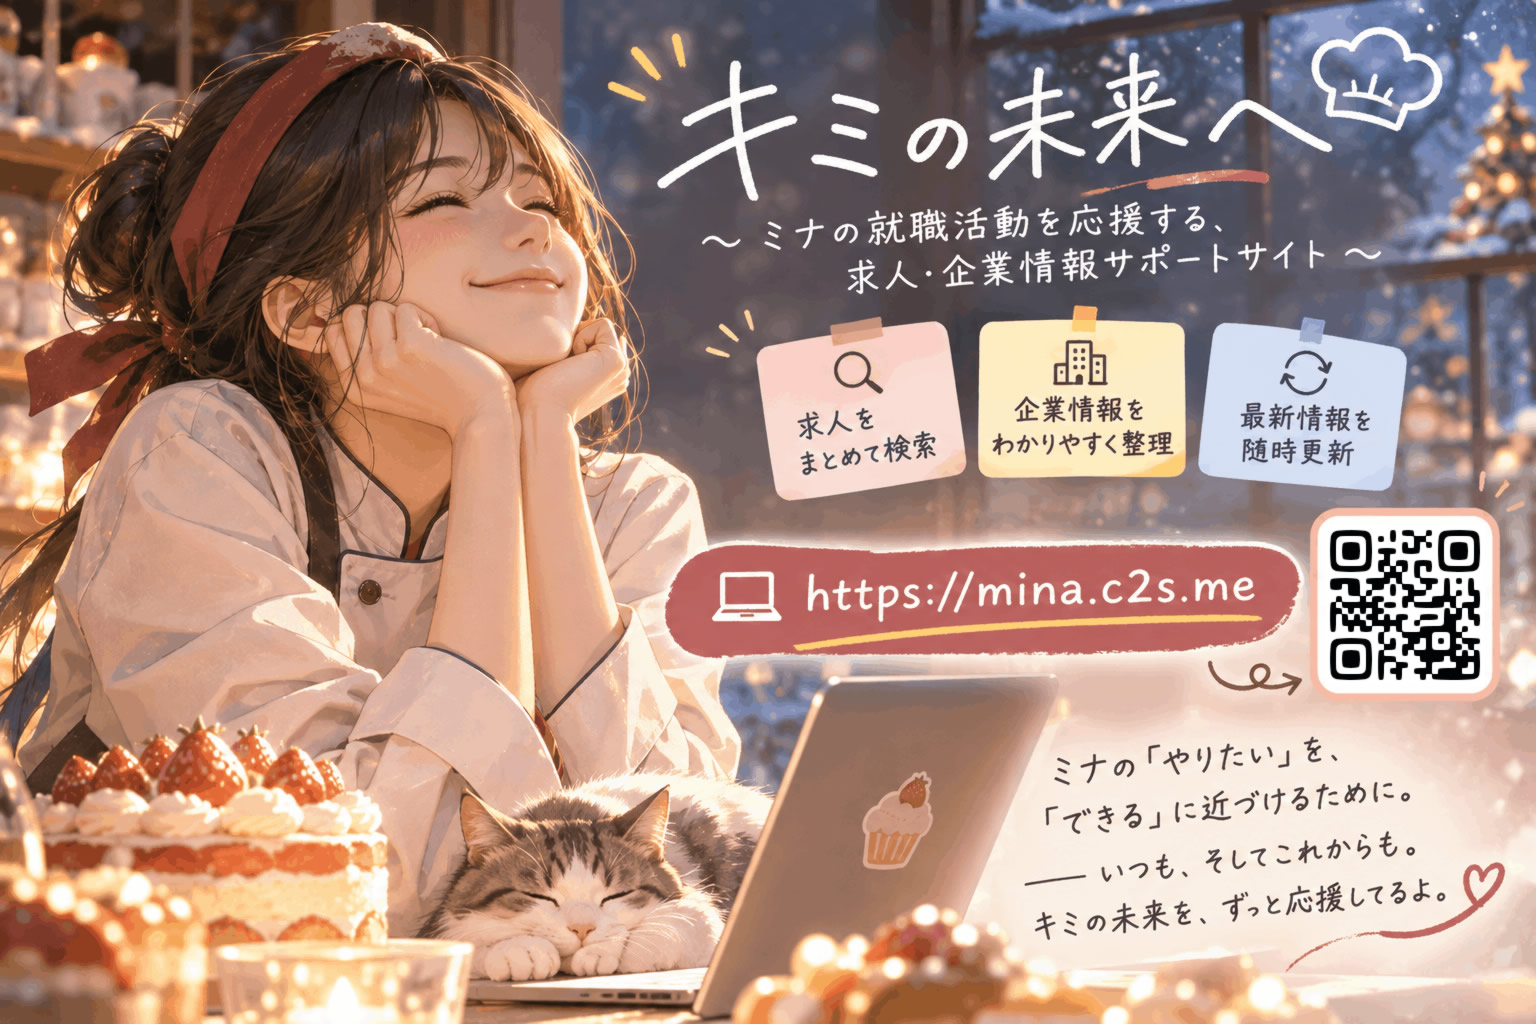 キミの未来へ
〜 ミナの就職活動を応援する、
求人・企業情報サポートサイト 〜
求人を
まとめて検索
企業情報を
わかりやすく整理
最新情報を
随時更新
https://mina.c2s.me
ミナの「やりたい」を、
「できる」に近づけるために。
―― いつも、そしてこれからも。
キミの未来を、ずっと応援してるよ。